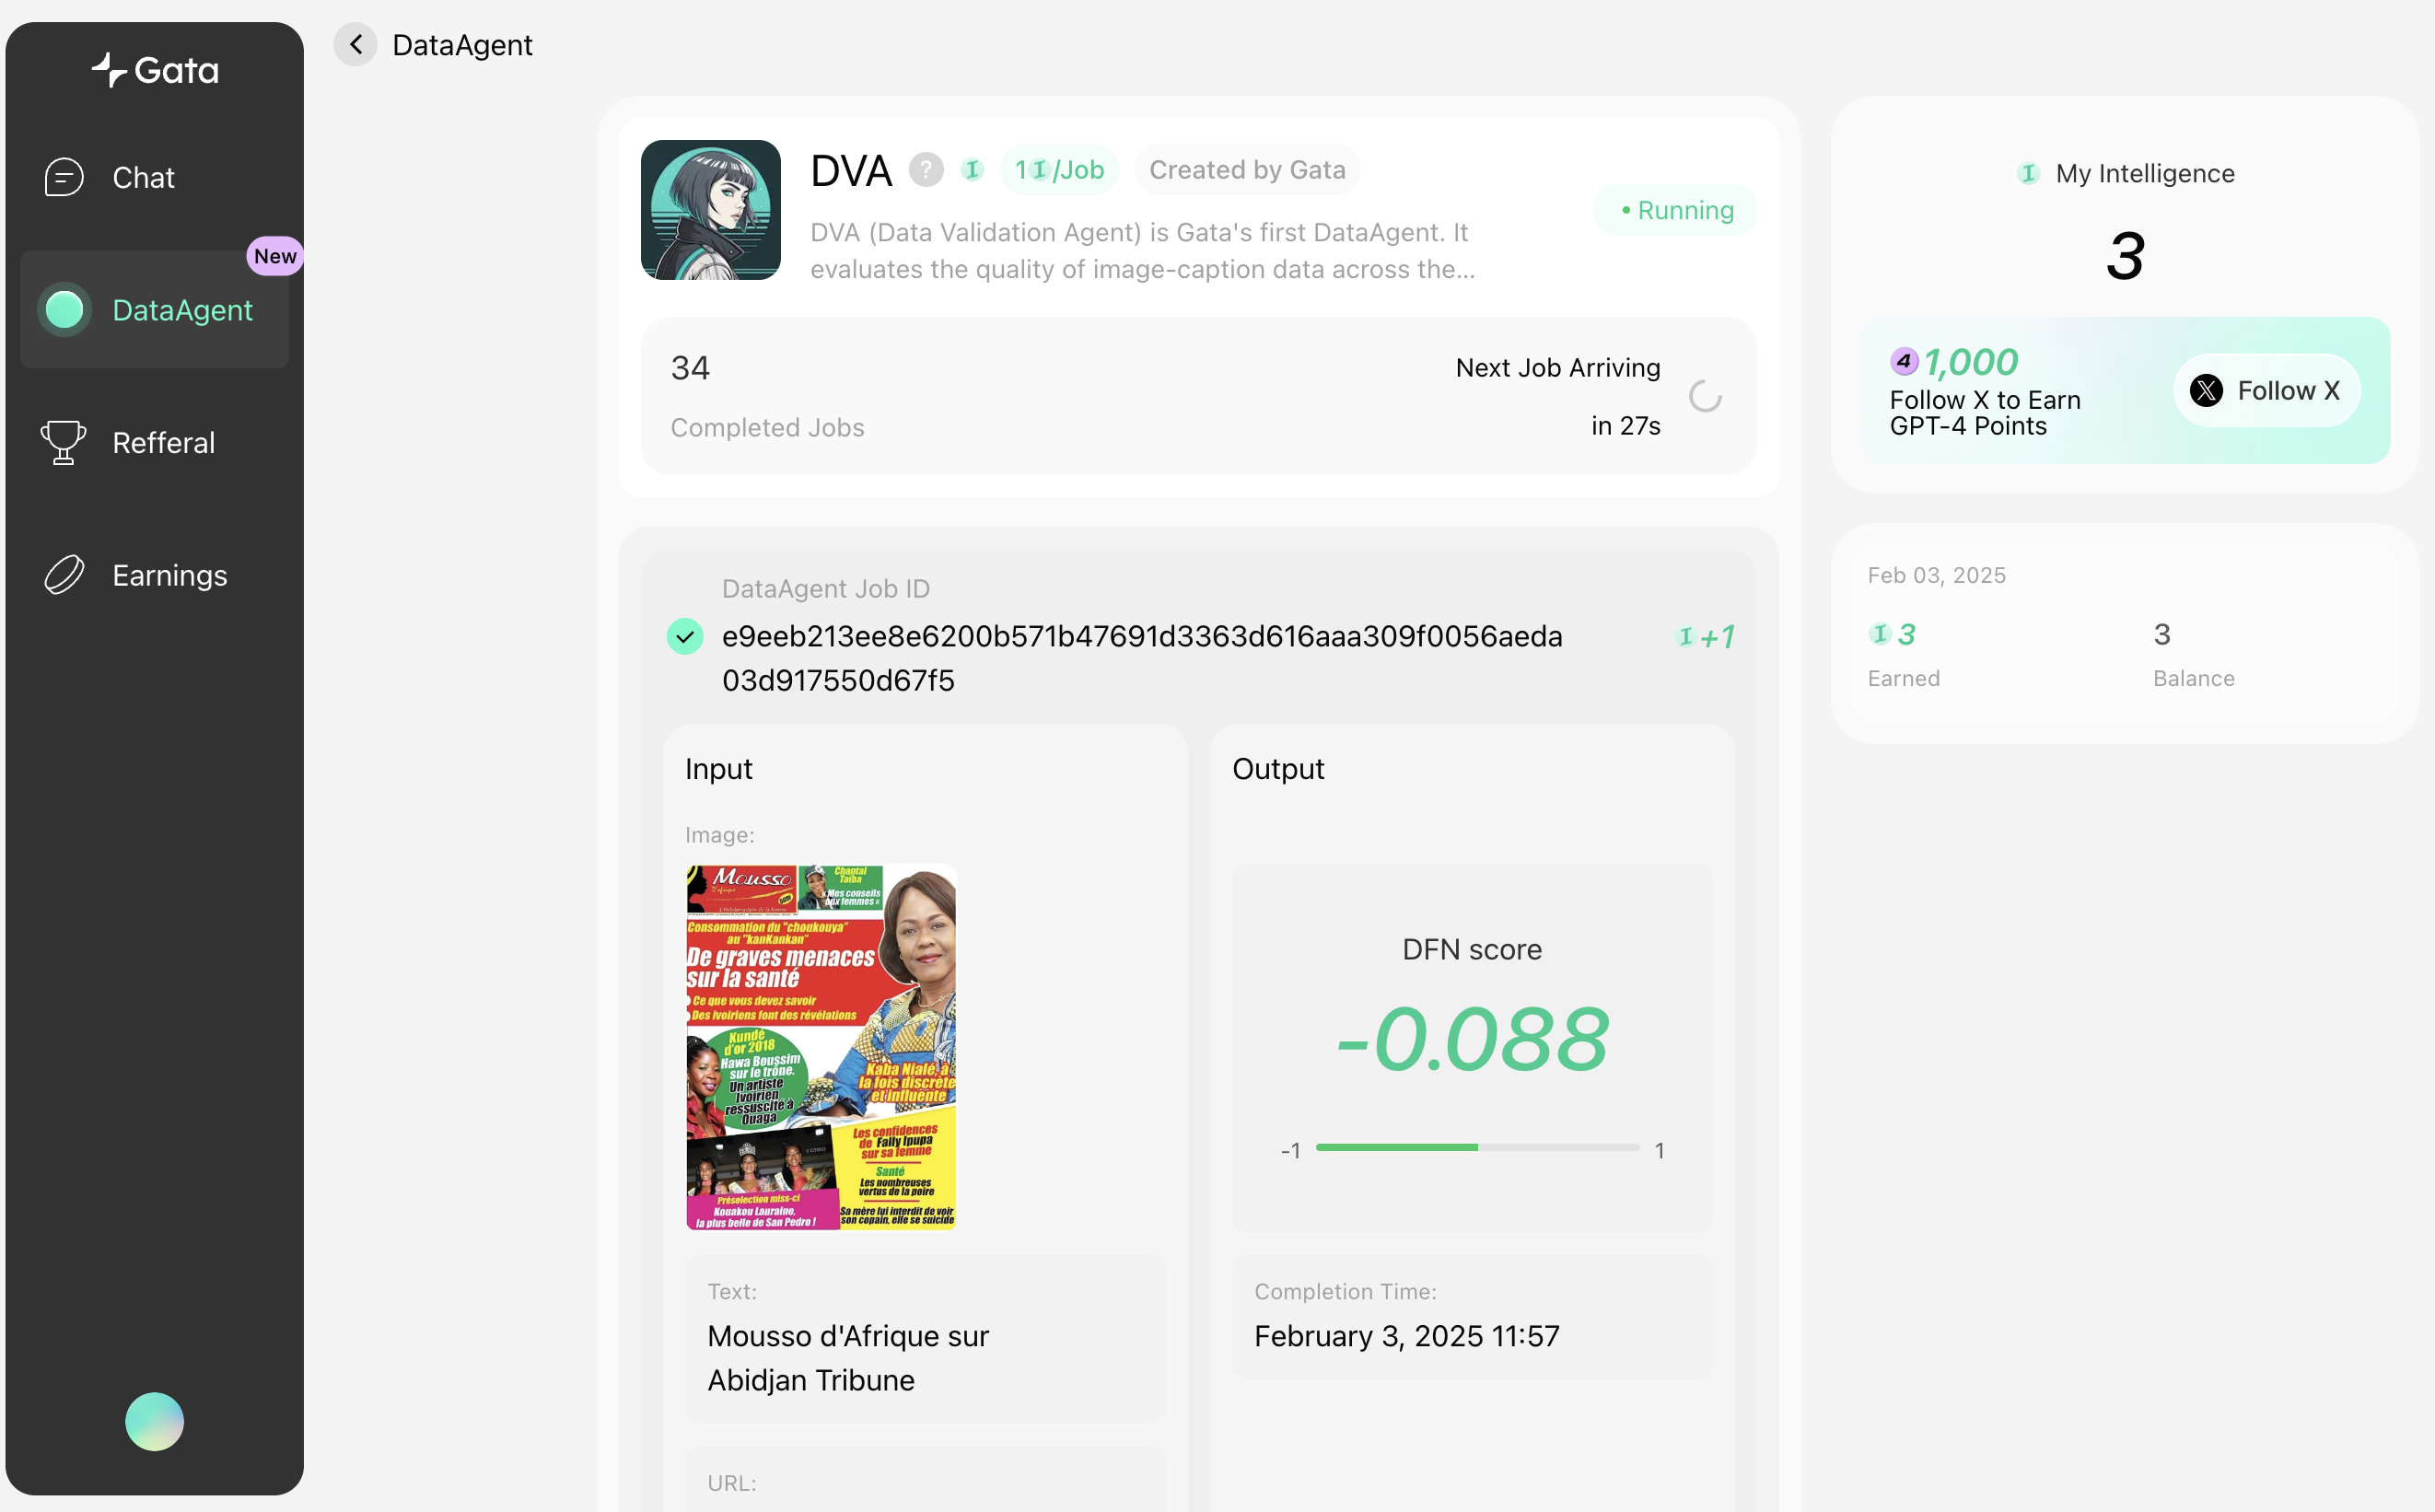 Gata
Chat
New
DataAgent
Refferal
Earnings
DataAgent
DVA
?
1 I/Job
Created by Gata
DVA (Data Validation Agent) is Gata's first DataAgent. It
evaluates the quality of image-caption data across the...
• Running
34
Completed Jobs
Next Job Arriving
in 27s
DataAgent Job ID
e9eeb213ee8e6200b571b47691d3363d616aaa309f0056aeda
03d917550d67f5
I +1
Input
Image:
Mousso
d'Afrique
Chantal
Taïba
Mes conseils
aux femmes »
Consommation du "choukouya"
au "kanKankan"
De graves menaces
sur la santé
Ce que vous devez savoir
Des Ivoiriens font des révélations
Kundé
d'or 2018
Hawa Boussim
sur le trône.
Un artiste
Ivoirien
ressuscité à
Ouaga
Kaba Nialé, à
la fois discrète
et influente
Les confidences
de Fally Ipupa
sur sa femme
Santé
Les nombreuses
vertus de la poire
Présélection miss-ci
Kouakou Lauraine,
la plus belle de San Pedro !
Sa mère lui interdit de voir
son copain, elle se suicide
Text:
Mousso d'Afrique sur
Abidjan Tribune
URL:
Output
DFN score
-0.088
-1
1
Completion Time:
February 3, 2025 11:57
I My Intelligence
3
4 1,000
Follow X to Earn
GPT-4 Points
Follow X
Feb 03, 2025
I 3
Earned
3
Balance